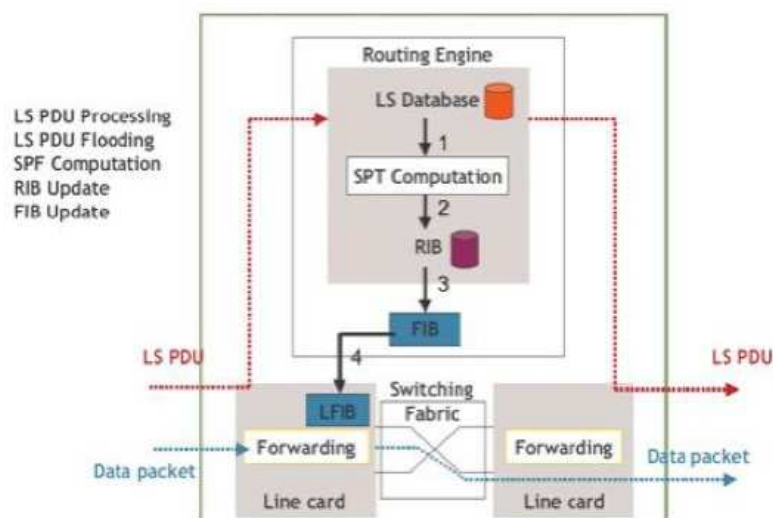 Routing Engine
LS Database
LS PDU Processing
LS PDU Flooding
SPF Computation
RIB Update
FIB Update
1
SPT Computation
2
RIB
3
FIB
4
LS PDU
LS PDU
Switching
Fabric
LFIB
Forwarding
Forwarding
Data packet
Data packet
Line card
Line card